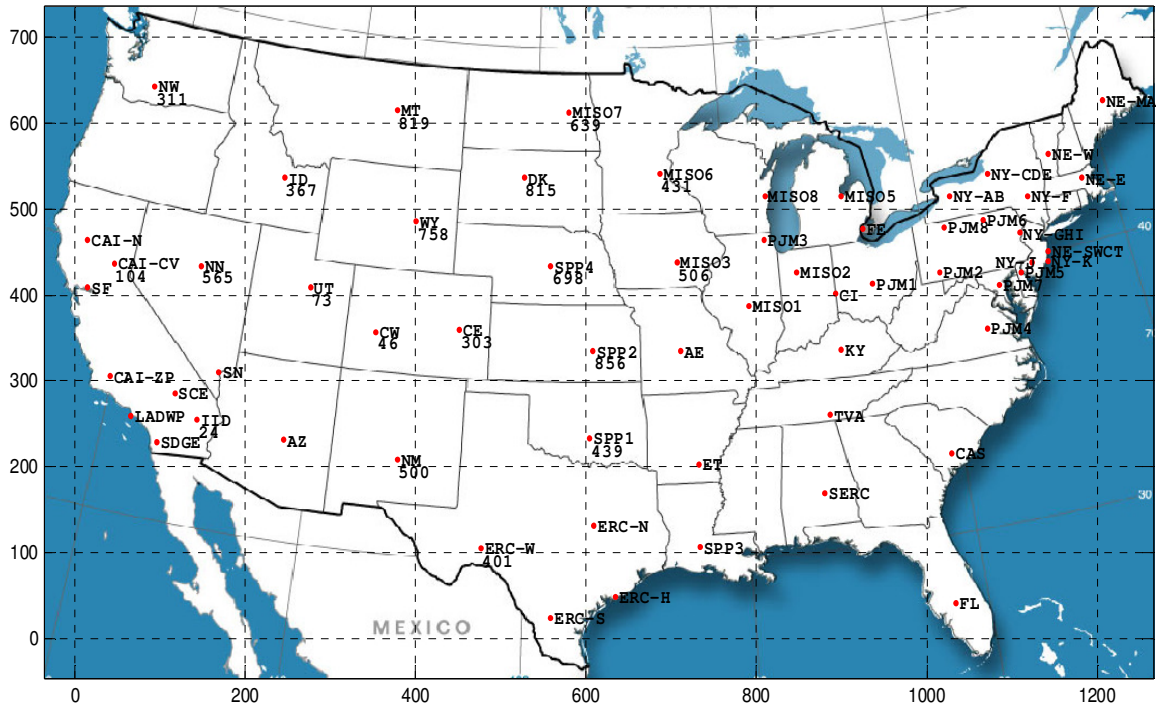 700
600
500
400
300
200
100
0
0
200
400
600
800
1000
1200
NW
311
MT
819
MISO7
639
NE-MA
ID
367
DK
815
MISO6
431
MISO8
MISO5
NY-CDE
NE-W
NE-E
NY-AB
NY-F
WY
758
FE
PJM8
PJM6
NY-GHI
40
CAI-N
CAI-CV
104
NN
565
SPP4
698
MISO3
506
PJM3
MISO2
PJM2
NY-J
NE-SWCT
NY-K
PJM5
PJM7
SF
UT
73
MISO1
CI
PJM1
CW
46
CE
303
SPP2
856
AE
KY
PJM4
70
CAI-ZP
SN
SCE
LADWP
IID
24
SDGE
AZ
NM
500
SPP1
439
ET
TVA
CAS
SERC
30
ERC-W
401
ERC-N
SPP3
ERC-S
ERC-H
FL
MEXICO